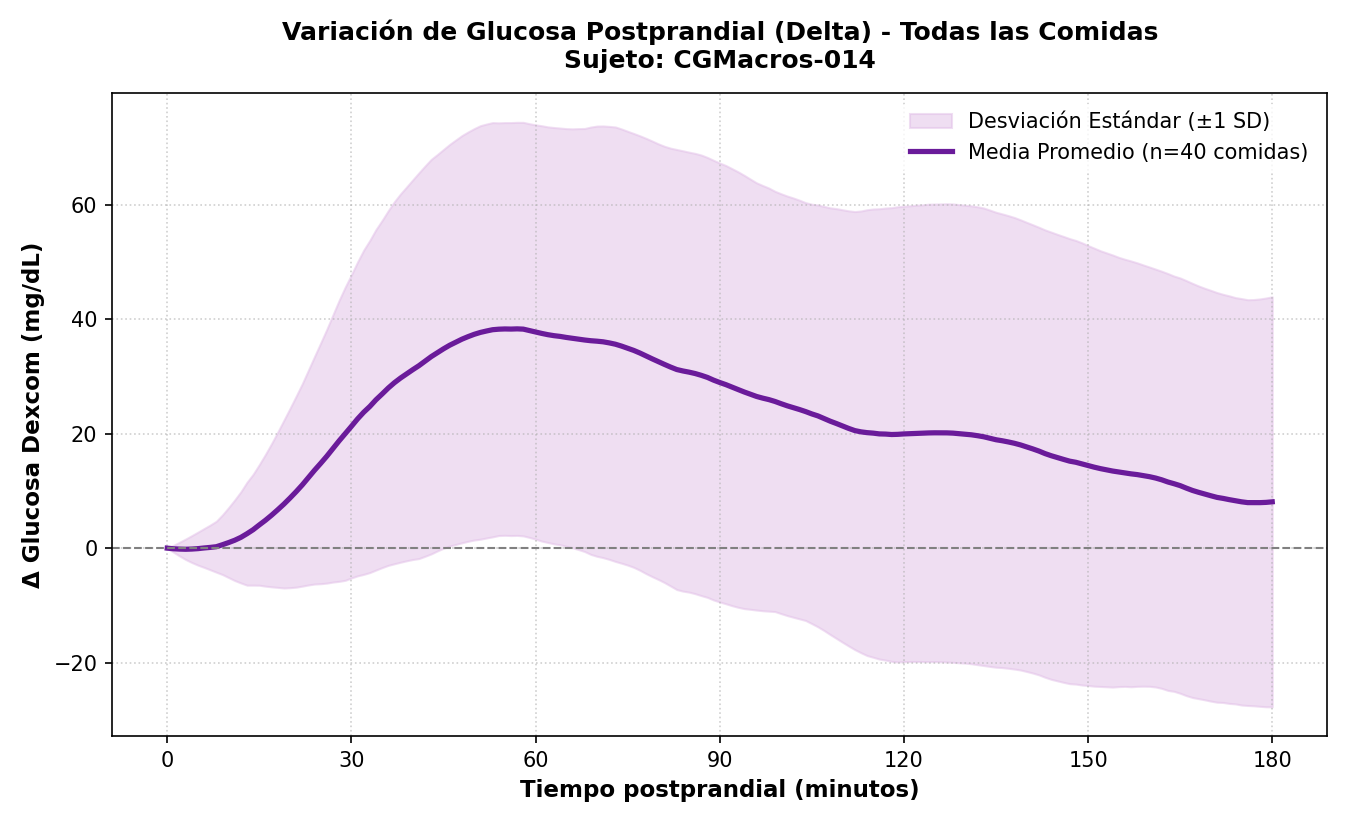 Variación de Glucosa Postprandial (Delta) - Todas las Comidas
Sujeto: CGMacros-014
Desviación Estándar (±1 SD)
Media Promedio (n=40 comidas)
Δ Glucosa Dexcom (mg/dL)
60
40
20
0
−20
0 30 60 90 120 150 180
Tiempo postprandial (minutos)